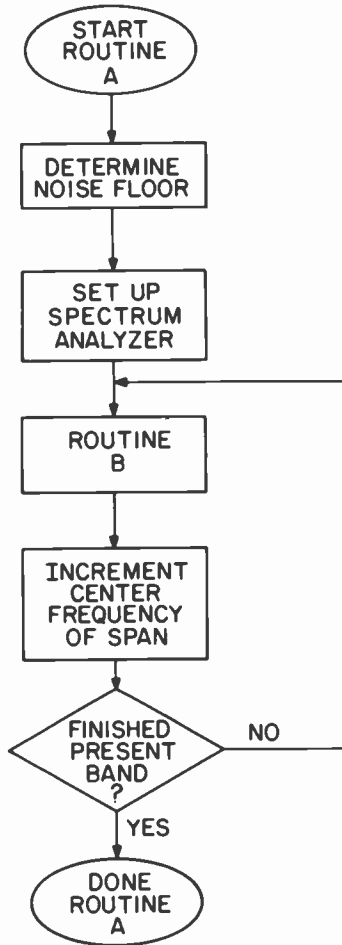 START
ROUTINE
A
DETERMINE
NOISE FLOOR
SET UP
SPECTRUM
ANALYZER
ROUTINE
B
INCREMENT
CENTER
FREQUENCY
OF SPAN
FINISHED
PRESENT
BAND
?
NO
YES
DONE
ROUTINE
A